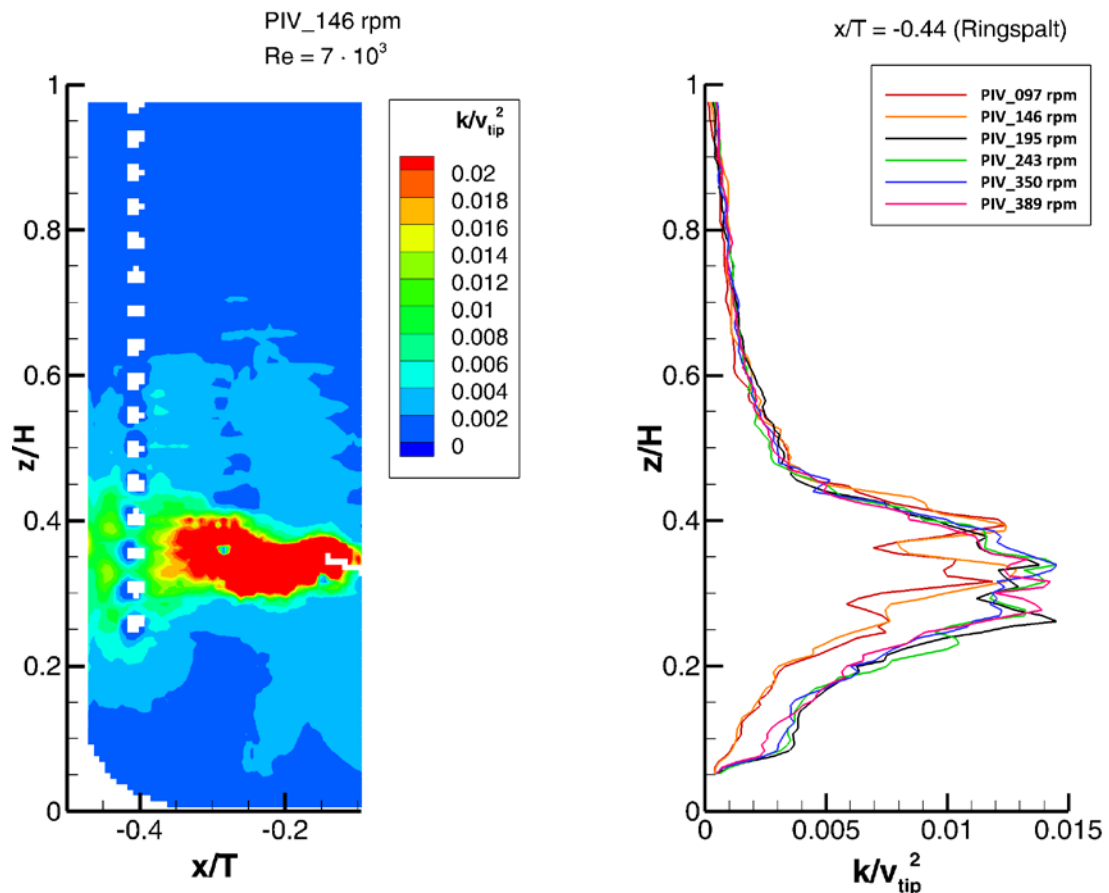 PIV_146 rpm
Re = 7 · 10³
k/v_tip²
0.02
0.018
0.016
0.014
0.012
0.01
0.008
0.006
0.004
0.002
0
1
0.8
0.6
0.4
0.2
0
z/H
-0.4
-0.2
x/T
x/T = -0.44 (Ringspalt)
PIV_097 rpm
PIV_146 rpm
PIV_195 rpm
PIV_243 rpm
PIV_350 rpm
PIV_389 rpm
1
0.8
0.6
0.4
0.2
0
z/H
0
0.005
0.01
0.015
k/v_tip²